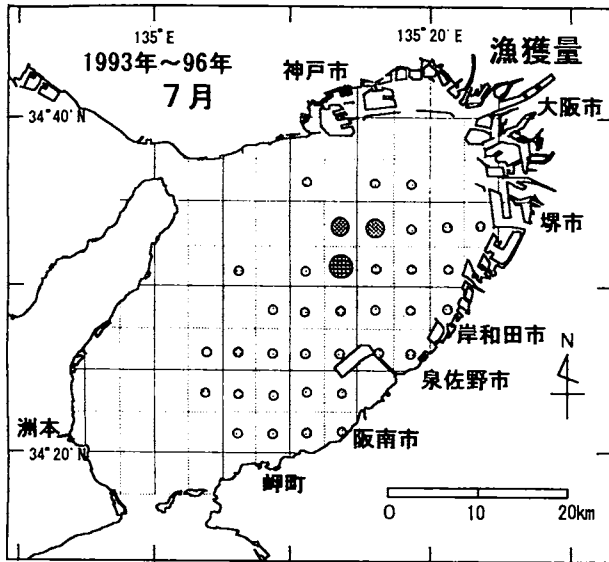 135°E
135°20'E
1993年～96年
7月
漁獲量
神戸市
大阪市
34°40'N
堺市
岸和田市
N
泉佐野市
洲本
阪南市
34°20'N
岬町
0 10 20km